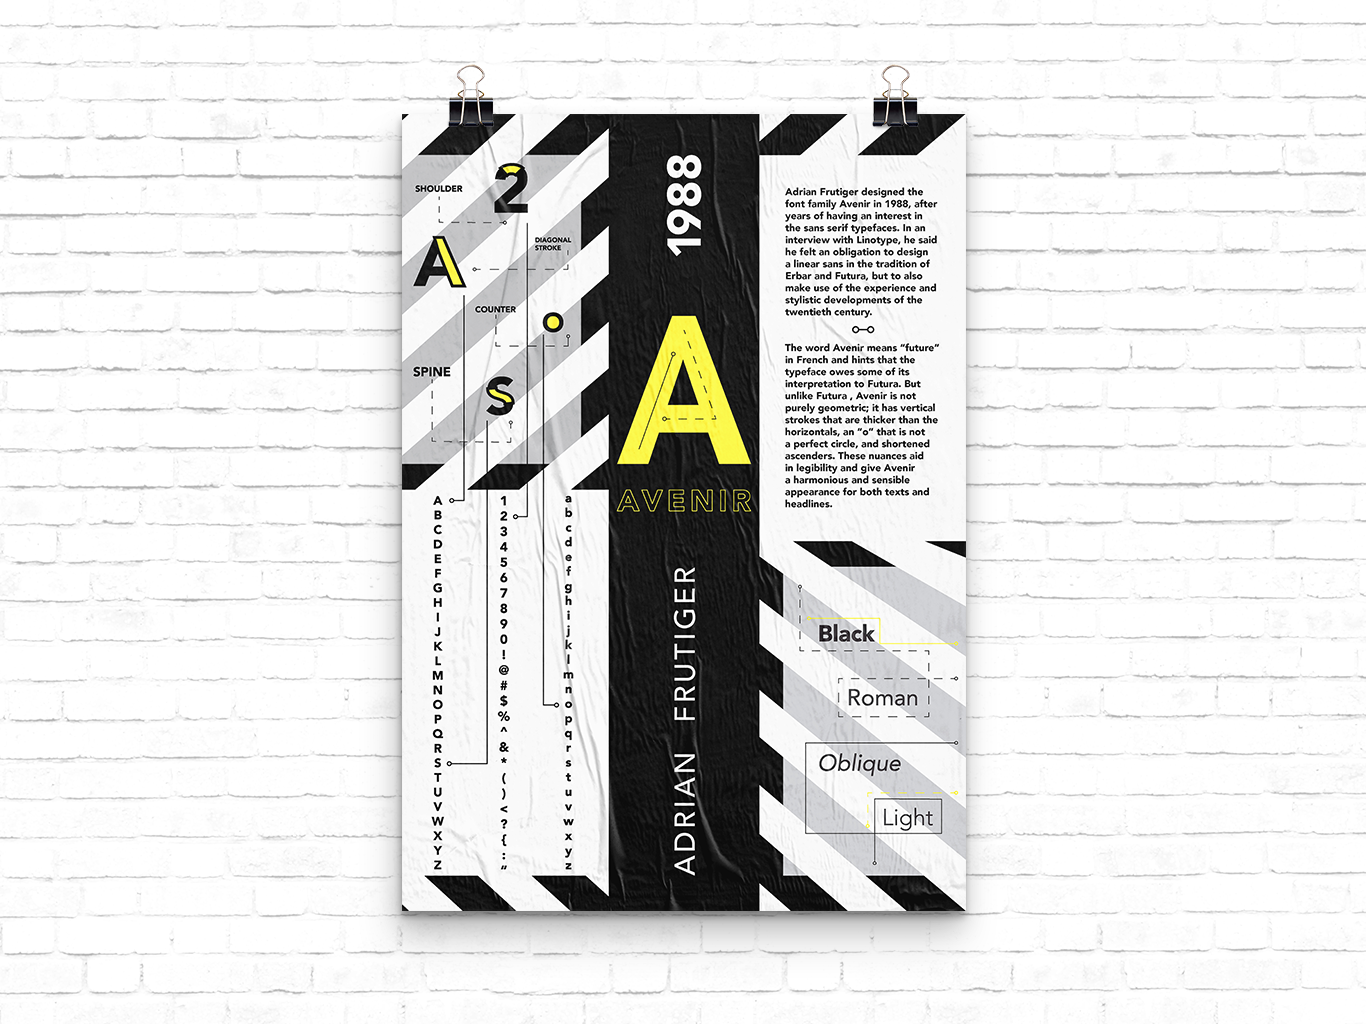 SHOULDER
2
DIAGONAL
STROKE
A
COUNTER
o
SPINE
S
A
B
C
D
E
F
G
H
I
J
K
L
M
N
O
P
Q
R
S
T
U
V
W
X
Y
Z
1
2
3
4
5
6
7
8
9
0
!
@
#
$
%
^
&
*
(
)
<
?
{
:
"
a
b
c
d
e
f
g
h
i
j
k
l
m
n
o
p
q
r
s
t
u
v
w
x
y
z
1988
A
AVENIR
ADRIAN FRUTIGER
Adrian Frutiger designed the
font family Avenir in 1988, after
years of having an interest in
the sans serif typefaces. In an
interview with Linotype, he said
he felt an obligation to design
a linear sans in the tradition of
Erbar and Futura, but to also
make use of the experience and
stylistic developments of the
twentieth century.
The word Avenir means “future”
in French and hints that the
typeface owes some of its
interpretation to Futura. But
unlike Futura , Avenir is not
purely geometric; it has vertical
strokes that are thicker than the
horizontals, an “o” that is not
a perfect circle, and shortened
ascenders. These nuances aid
in legibility and give Avenir
a harmonious and sensible
appearance for both texts and
headlines.
Black
Roman
Oblique
Light